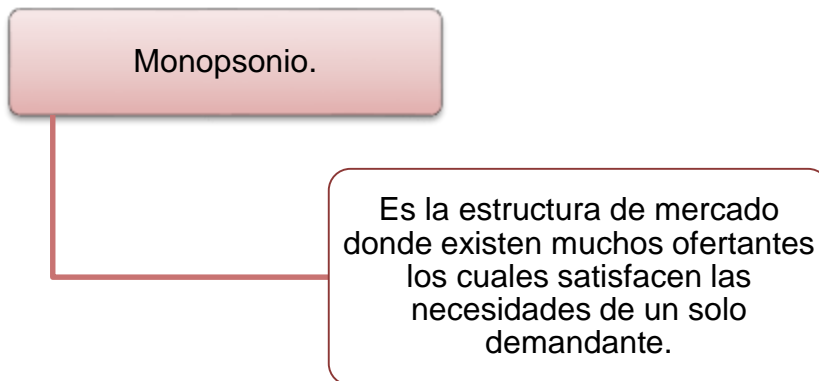 Monopsonio.
Es la estructura de mercado
donde existen muchos ofertantes
los cuales satisfacen las
necesidades de un solo
demandante.